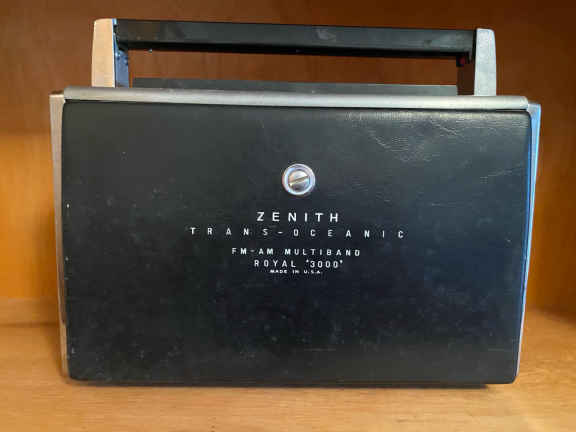 ZENITH
TRANS-OCEANIC
FM-AM MULTIBAND
ROYAL "3000"
MADE IN U.S.A.